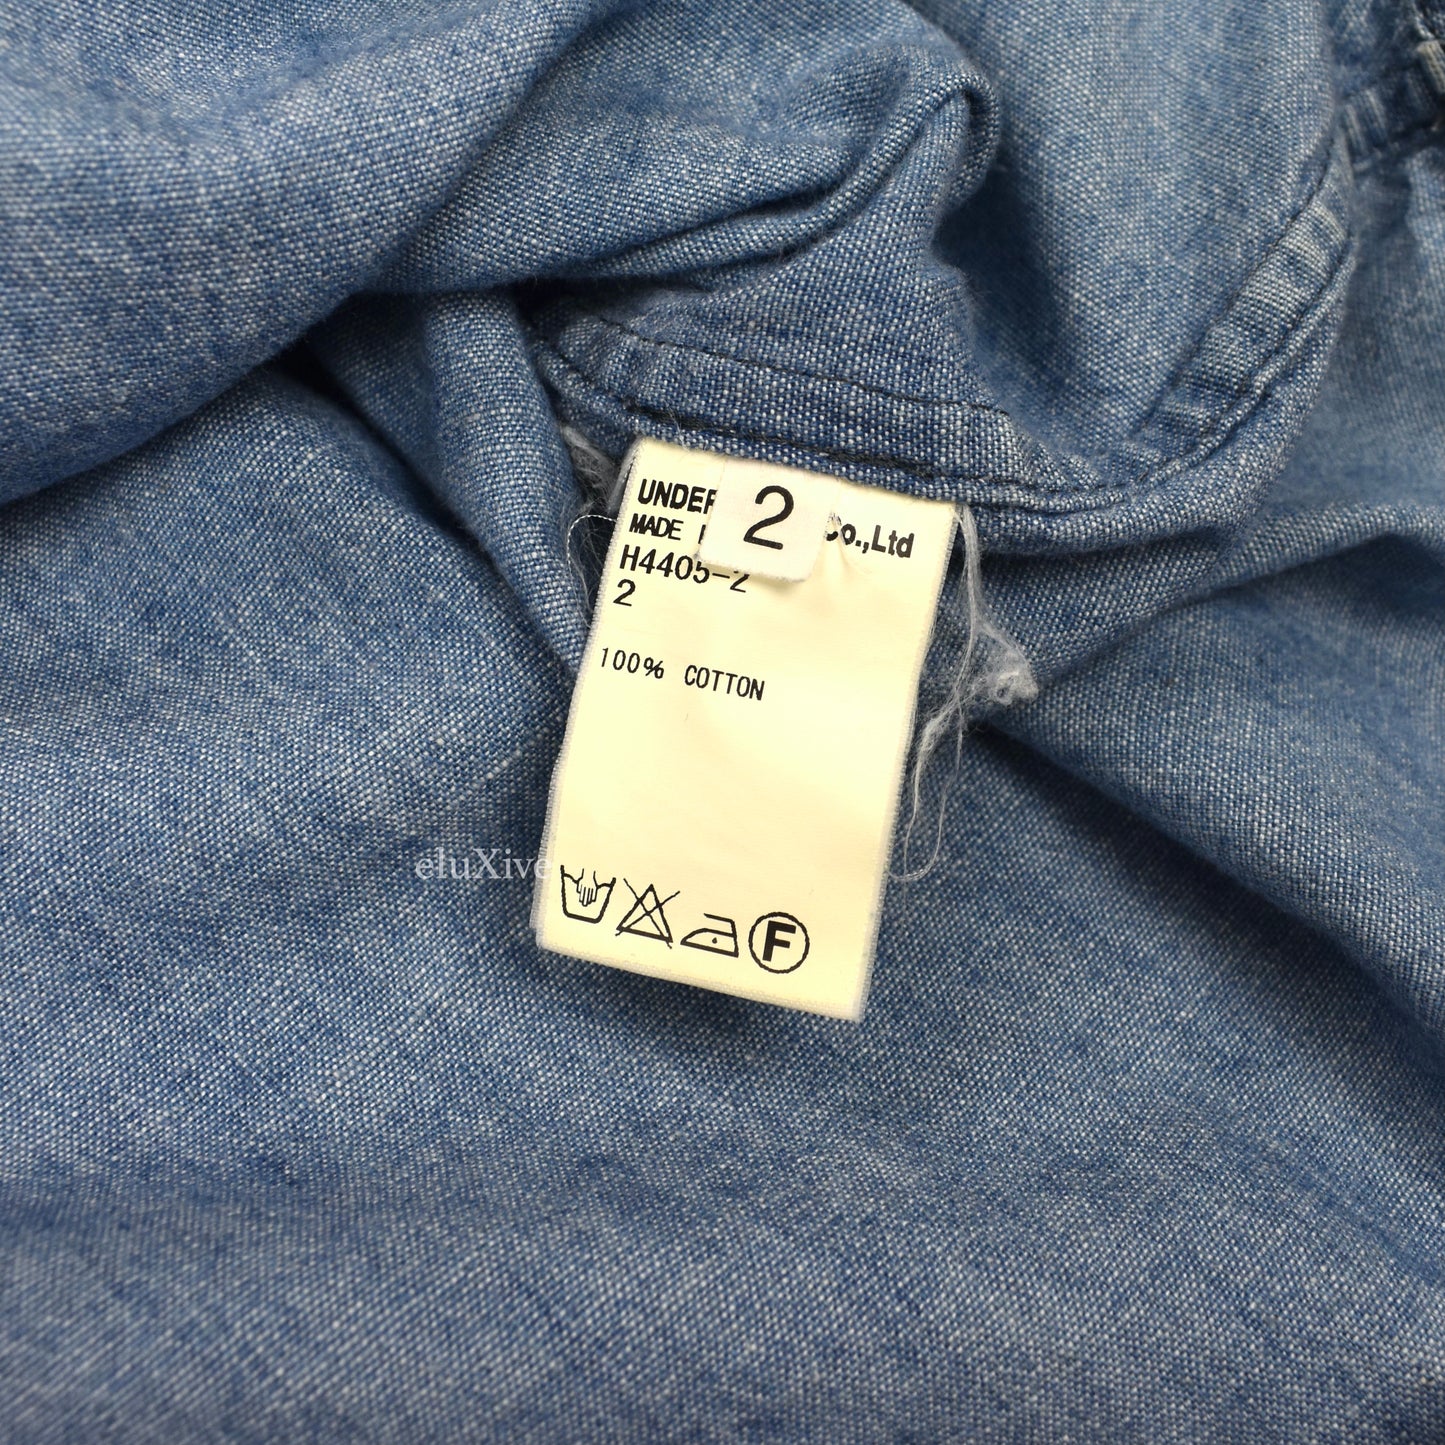 2
UNDER Co.,Ltd
MADE
H4405-2
2
100% COTTON
eluXive
F